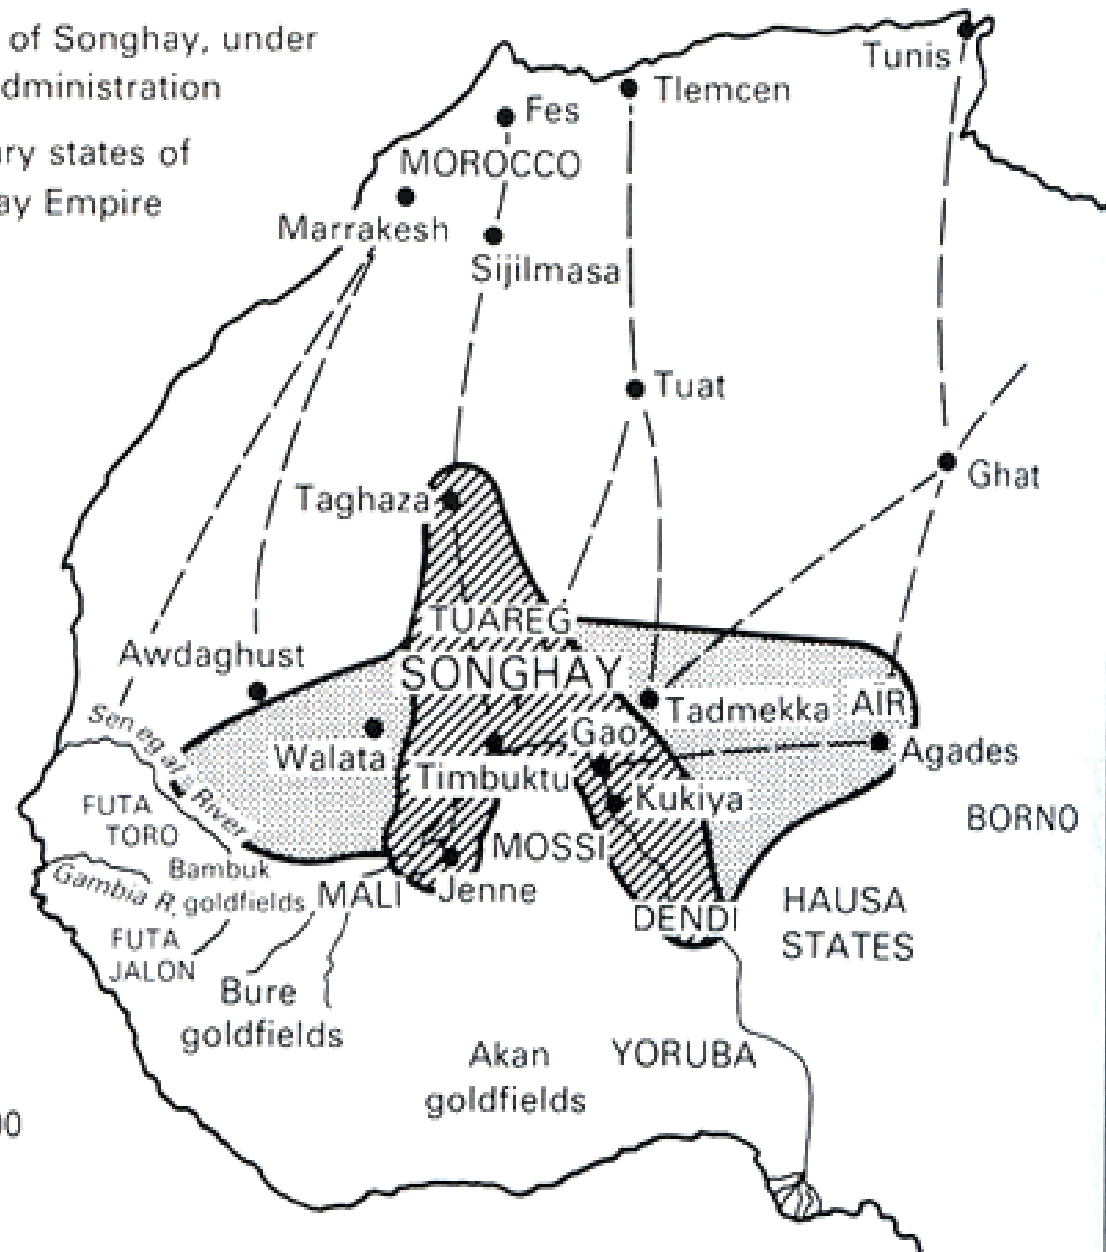 of Songhay, under
dministration
ry states of
ay Empire
Tunis
Tlemcen
Fes
MOROCCO
Marrakesh
Sijilmasa
Tuat
Ghat
Taghaza
TUAREG
Awdaghust
SONGHAY
Tadmekka
AIR
Senegal River
Walata
Gao
Agades
Timbuktu
Kukiya
FUTA
TORO
BORNO
MOSSI
Bambuk
goldfields
Gambia R.
MALI
Jenne
HAUSA
STATES
DENDI
FUTA
JALON
Bure
goldfields
Akan
goldfields
YORUBA
00